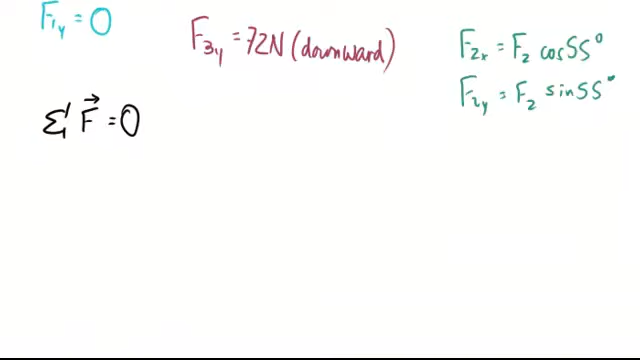 F₁y = 0
F₃y = 72N (downward)
F₂x = F₂ cos55°
F₂y = F₂ sin55°
Σ F⃗ = 0